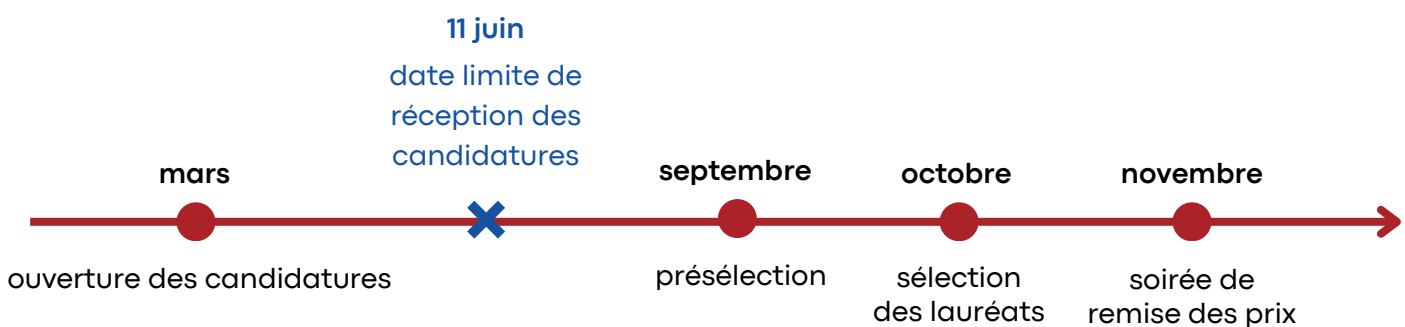 11 juin
date limite de
réception des
candidatures
mars
septembre
octobre
novembre
ouverture des candidatures
présélection
sélection
des lauréats
soirée de
remise des prix